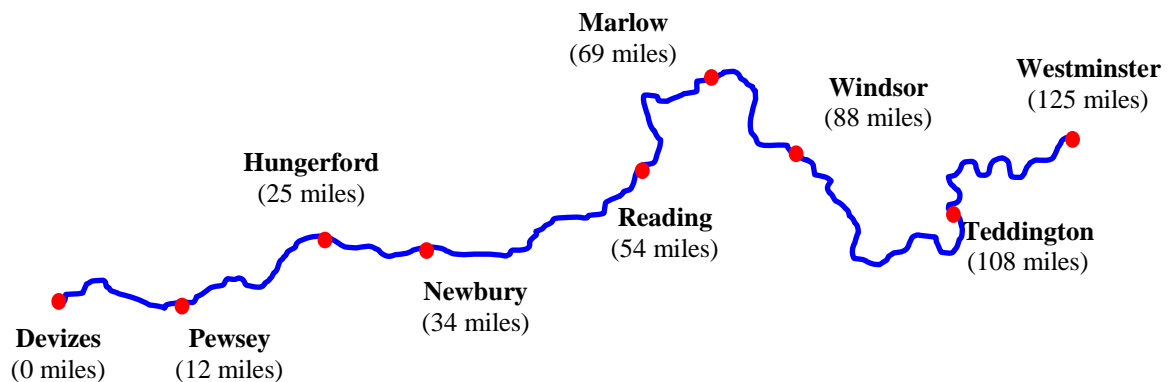 Marlow
(69 miles)
Westminster
(125 miles)
Windsor
(88 miles)
Hungerford
(25 miles)
Reading
(54 miles)
Teddington
(108 miles)
Newbury
(34 miles)
Devizes
(0 miles)
Pewsey
(12 miles)